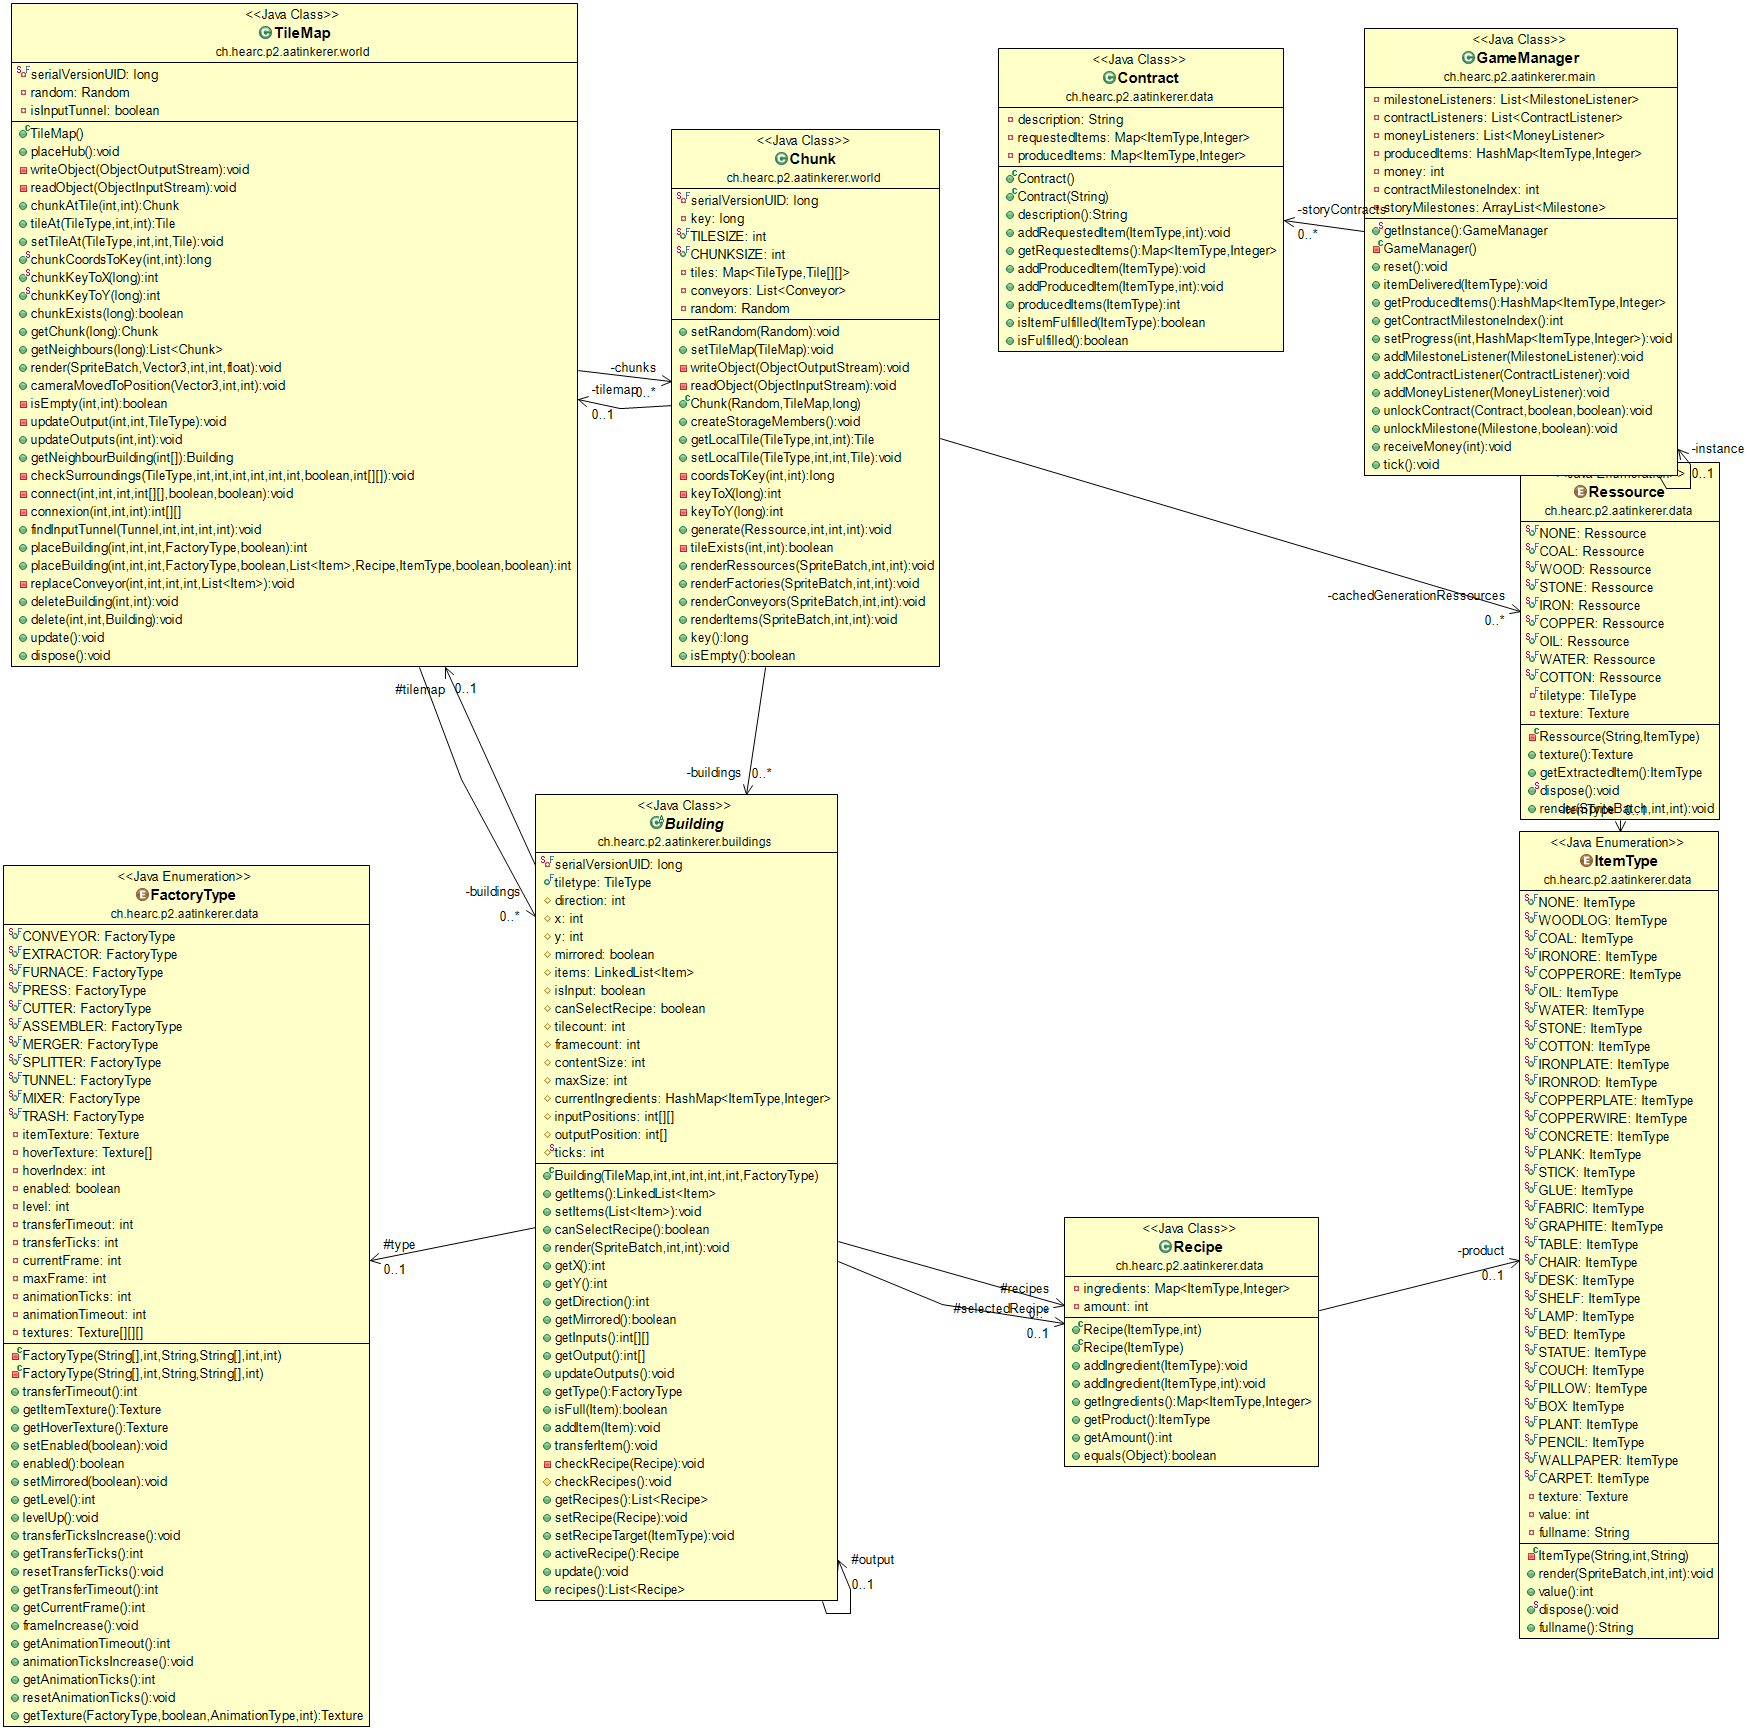 <<Java Class>>
TileMap
ch.hearc.p2.aatinkerer.world
serialVersionUID: long
random: Random
isInputTunnel: boolean
TileMap()
placeHub():void
writeObject(ObjectOutputStream):void
readObject(ObjectInputStream):void
chunkAtTile(int,int):Chunk
tileAt(TileType,int,int):Tile
setTileAt(TileType,int,int,Tile):void
chunkCoordsToKey(int,int):long
chunkKeyToX(long):int
chunkKeyToY(long):int
chunkExists(long):boolean
getChunk(long):Chunk
getNeighbours(long):List<Chunk>
render(SpriteBatch,Vector3,int,int,float):void
cameraMovedToPosition(Vector3,int,int):void
isEmpty(int,int):boolean
updateOutput(int,int,TileType):void
updateOutputs(int,int):void
getNeighbourBuilding(int[]):Building
checkSurroundings(TileType,int,int,int,int,int,int,boolean,int[][]):void
connect(int,int,int,int[][],boolean,boolean):void
connexion(int,int,int):int[][]
findInputTunnel(Tunnel,int,int,int,int):void
placeBuilding(int,int,int,FactoryType,boolean):int
placeBuilding(int,int,int,FactoryType,boolean,List<Item>,Recipe,ItemType,boolean,boolean):int
replaceConveyor(int,int,int,int,List<Item>):void
deleteBuilding(int,int):void
delete(int,int,Building):void
update():void
dispose():void
-chunks
0..*
-tilemap
0..1
<<Java Class>>
Chunk
ch.hearc.p2.aatinkerer.world
serialVersionUID: long
key: long
TILESIZE: int
CHUNKSIZE: int
tiles: Map<TileType,Tile[][]>
conveyors: List<Conveyor>
random: Random
setRandom(Random):void
setTileMap(TileMap):void
writeObject(ObjectOutputStream):void
readObject(ObjectInputStream):void
Chunk(Random,TileMap,long)
createStorageMembers():void
getLocalTile(TileType,int,int):Tile
setLocalTile(TileType,int,int,Tile):void
coordsToKey(int,int):long
keyToX(long):int
keyToY(long):int
generate(Ressource,int,int,int):void
tileExists(int,int):boolean
renderRessources(SpriteBatch,int,int):void
renderFactories(SpriteBatch,int,int):void
renderConveyors(SpriteBatch,int,int):void
renderItems(SpriteBatch,int,int):void
key():long
isEmpty():boolean
<<Java Class>>
Contract
ch.hearc.p2.aatinkerer.data
description: String
requestedItems: Map<ItemType,Integer>
producedItems: Map<ItemType,Integer>
Contract()
Contract(String)
description():String
addRequestedItem(ItemType,int):void
getRequestedItems():Map<ItemType,Integer>
addProducedItem(ItemType):void
addProducedItem(ItemType,int):void
producedItems(ItemType):int
isItemFulfilled(ItemType):boolean
isFulfilled():boolean
-storyContracts
0..*
<<Java Class>>
GameManager
ch.hearc.p2.aatinkerer.main
milestoneListeners: List<MilestoneListener>
contractListeners: List<ContractListener>
moneyListeners: List<MoneyListener>
producedItems: HashMap<ItemType,Integer>
money: int
contractMilestoneIndex: int
storyMilestones: ArrayList<Milestone>
getInstance():GameManager
GameManager()
reset():void
itemDelivered(ItemType):void
getProducedItems():HashMap<ItemType,Integer>
getContractMilestoneIndex():int
setProgress(int,HashMap<ItemType,Integer>):void
addMilestoneListener(MilestoneListener):void
addContractListener(ContractListener):void
addMoneyListener(MoneyListener):void
unlockContract(Contract,boolean,boolean):void
unlockMilestone(Milestone,boolean):void
receiveMoney(int):void
tick():void
-instance
0..1
Ressource
ch.hearc.p2.aatinkerer.data
NONE: Ressource
COAL: Ressource
WOOD: Ressource
STONE: Ressource
IRON: Ressource
COPPER: Ressource
OIL: Ressource
WATER: Ressource
COTTON: Ressource
tiletype: TileType
texture: Texture
Ressource(String,ItemType)
texture():Texture
getExtractedItem():ItemType
dispose():void
render(SpriteBatch,int,int):void
-itemType
0..1
-cachedGenerationRessources
0..*
#tilemap
0..1
-buildings
0..*
-buildings
0..*
<<Java Class>>
Building
ch.hearc.p2.aatinkerer.buildings
serialVersionUID: long
tiletype: TileType
direction: int
x: int
y: int
mirrored: boolean
items: LinkedList<Item>
isInput: boolean
canSelectRecipe: boolean
tilecount: int
framecount: int
contentSize: int
maxSize: int
currentIngredients: HashMap<ItemType,Integer>
inputPositions: int[][]
outputPosition: int[]
ticks: int
Building(TileMap,int,int,int,int,int,FactoryType)
getItems():LinkedList<Item>
setItems(List<Item>):void
canSelectRecipe():boolean
render(SpriteBatch,int,int):void
getX():int
getY():int
getDirection():int
getMirrored():boolean
getInputs():int[][]
getOutput():int[]
updateOutputs():void
getType():FactoryType
isFull(Item):boolean
addItem(Item):void
transferItem():void
checkRecipe(Recipe):void
checkRecipes():void
getRecipes():List<Recipe>
setRecipe(Recipe):void
setRecipeTarget(ItemType):void
activeRecipe():Recipe
update():void
recipes():List<Recipe>
#output
0..1
<<Java Enumeration>>
FactoryType
ch.hearc.p2.aatinkerer.data
CONVEYOR: FactoryType
EXTRACTOR: FactoryType
FURNACE: FactoryType
PRESS: FactoryType
CUTTER: FactoryType
ASSEMBLER: FactoryType
MERGER: FactoryType
SPLITTER: FactoryType
TUNNEL: FactoryType
MIXER: FactoryType
TRASH: FactoryType
itemTexture: Texture
hoverTexture: Texture[]
hoverIndex: int
enabled: boolean
level: int
transferTimeout: int
transferTicks: int
currentFrame: int
maxFrame: int
animationTicks: int
animationTimeout: int
textures: Texture[][][]
FactoryType(String[],int,String,String[],int,int)
FactoryType(String[],int,String,String[],int)
transferTimeout():int
getItemTexture():Texture
getHoverTexture():Texture
setEnabled(boolean):void
enabled():boolean
setMirrored(boolean):void
getLevel():int
levelUp():void
transferTicksIncrease():void
getTransferTicks():int
resetTransferTicks():void
getTransferTimeout():int
getCurrentFrame():int
frameIncrease():void
getAnimationTimeout():int
animationTicksIncrease():void
getAnimationTicks():int
resetAnimationTicks():void
getTexture(FactoryType,boolean,AnimationType,int):Texture
#type
0..1
#recipes
#selectedRecipe
0..1
<<Java Class>>
Recipe
ch.hearc.p2.aatinkerer.data
ingredients: Map<ItemType,Integer>
amount: int
Recipe(ItemType,int)
Recipe(ItemType)
addIngredient(ItemType):void
addIngredient(ItemType,int):void
getIngredients():Map<ItemType,Integer>
getProduct():ItemType
getAmount():int
equals(Object):boolean
-product
0..1
<<Java Enumeration>>
ItemType
ch.hearc.p2.aatinkerer.data
NONE: ItemType
WOODLOG: ItemType
COAL: ItemType
IRONORE: ItemType
COPPERORE: ItemType
OIL: ItemType
WATER: ItemType
STONE: ItemType
COTTON: ItemType
IRONPLATE: ItemType
IRONROD: ItemType
COPPERPLATE: ItemType
COPPERWIRE: ItemType
CONCRETE: ItemType
PLANK: ItemType
STICK: ItemType
GLUE: ItemType
FABRIC: ItemType
GRAPHITE: ItemType
TABLE: ItemType
CHAIR: ItemType
DESK: ItemType
SHELF: ItemType
LAMP: ItemType
BED: ItemType
STATUE: ItemType
COUCH: ItemType
PILLOW: ItemType
BOX: ItemType
PLANT: ItemType
PENCIL: ItemType
WALLPAPER: ItemType
CARPET: ItemType
texture: Texture
value: int
fullname: String
ItemType(String,int,String)
render(SpriteBatch,int,int):void
value():int
dispose():void
fullname():String